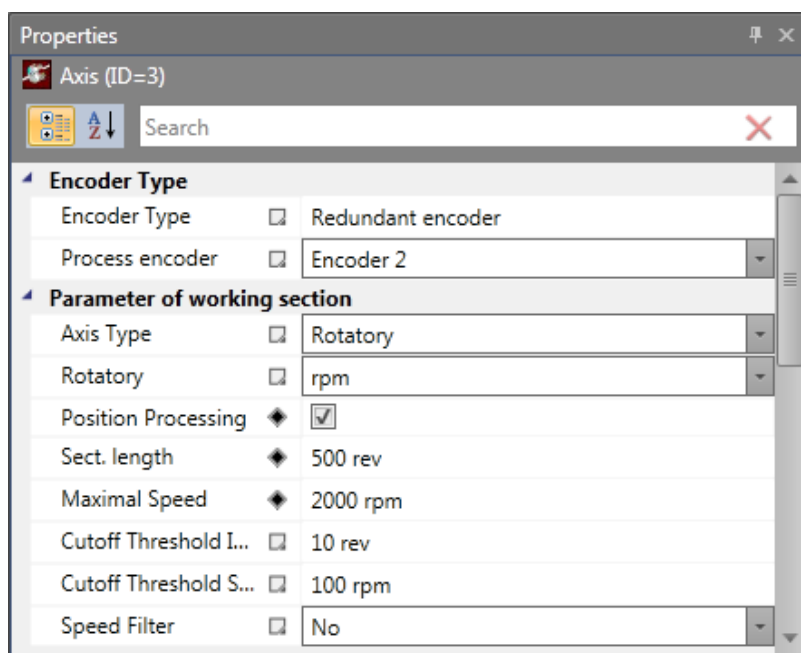 Properties
Axis (ID=3)
A Z Search
Encoder Type
Encoder Type Redundant encoder
Process encoder Encoder 2
Parameter of working section
Axis Type Rotatory
Rotatory rpm
Position Processing
Sect. length 500 rev
Maximal Speed 2000 rpm
Cutoff Threshold I... 10 rev
Cutoff Threshold S... 100 rpm
Speed Filter No